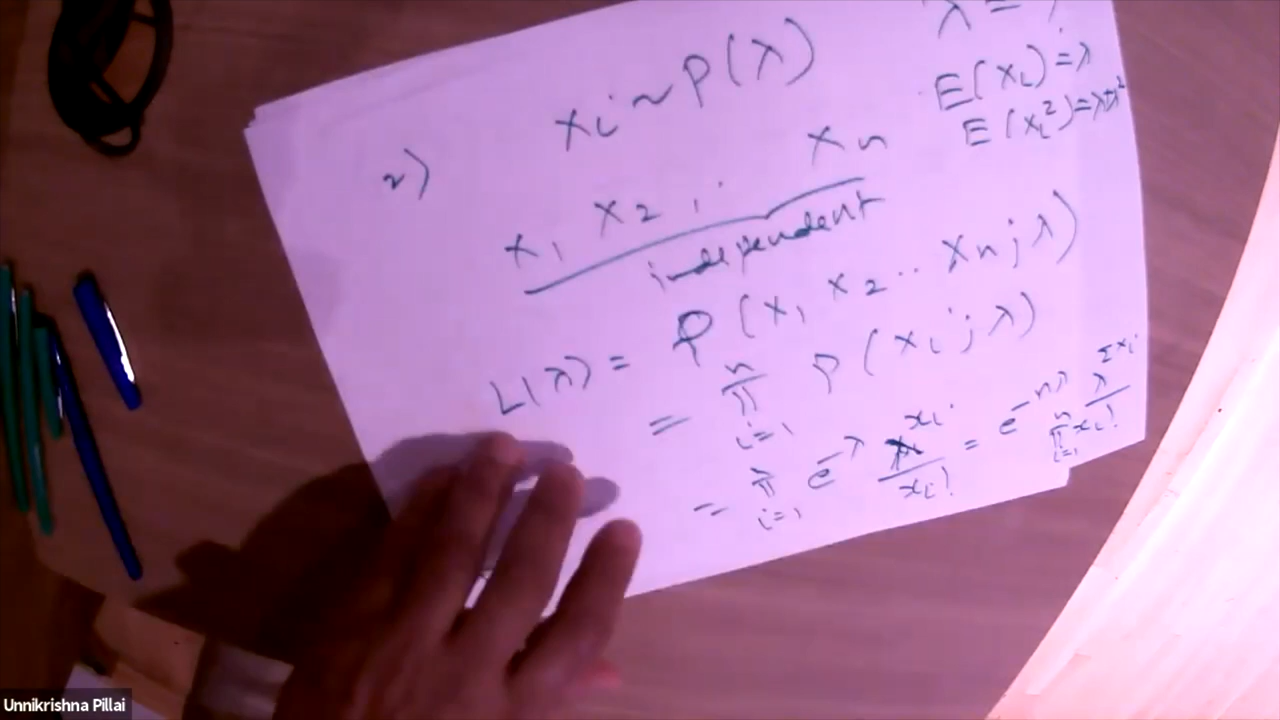 λ = ?
xi ~ P(λ)
E(xi) = λ
E(xi²) = λ+λ²
2)
x1 x2 , xn
independent
L(λ) = P(x1 x2 .. xn ; λ)
= n π i=1 P(xi ; λ)
= n π i=1 e^-λ λ^xi / xi! = e^-nλ λ^Σxi / n π i=1 xi!
Unnikrishna Pillai